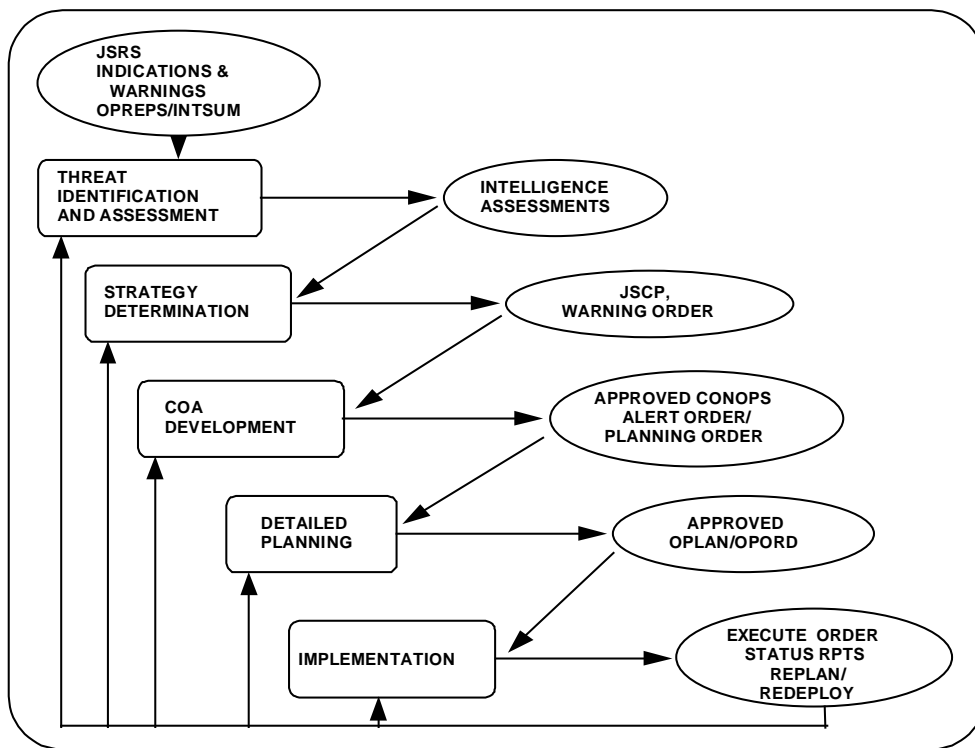 JSRS
INDICATIONS &
WARNINGS
OPREPS/INTSUM
THREAT
IDENTIFICATION
AND ASSESSMENT
INTELLIGENCE
ASSESSMENTS
STRATEGY
DETERMINATION
JSCP,
WARNING ORDER
COA
DEVELOPMENT
APPROVED CONOPS
ALERT ORDER/
PLANNING ORDER
DETAILED
PLANNING
APPROVED
OPLAN/OPORD
IMPLEMENTATION
EXECUTE ORDER
STATUS RPTS
REPLAN/
REDEPLOY